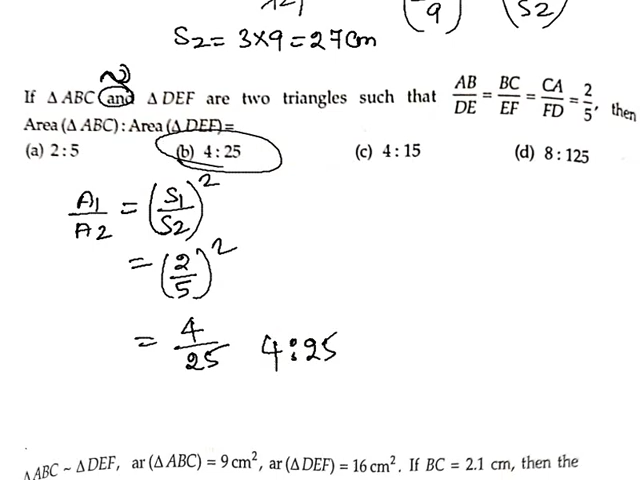 9
S2
S2 = 3×9 = 27cm
If △ABC and △DEF are two triangles such that AB/DE = BC/EF = CA/FD = 2/5, then
Area (△ABC) : Area (△DEF) =
(a) 2 : 5 (b) 4 : 25 (c) 4 : 15 (d) 8 : 125
A1/A2 = (S1/S2)²
= (2/5)²
= 4/25 4:25
△ABC ~ △DEF, ar (△ABC) = 9 cm², ar (△DEF) = 16 cm². If BC = 2.1 cm, then the